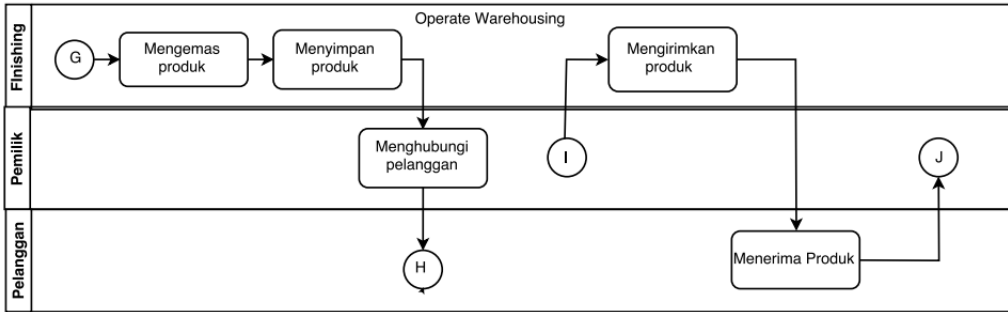 Operate Warehousing
FInishing
G
Mengemas
produk
Menyimpan
produk
Mengirimkan
produk
Pemilik
Menghubungi
pelanggan
I
J
Pelanggan
H
Menerima Produk